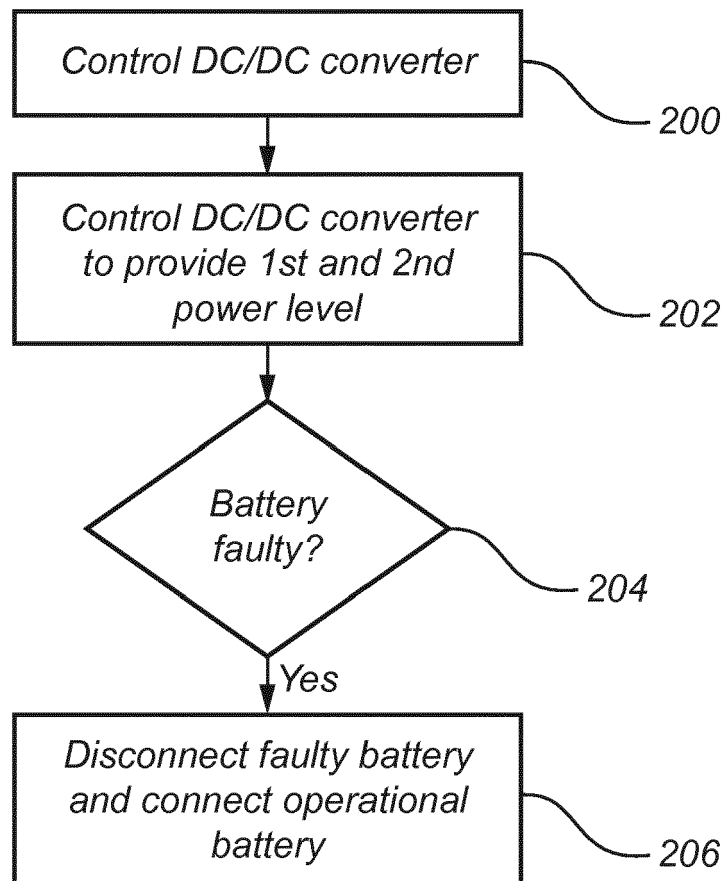 Control DC/DC converter
200
Control DC/DC converter
to provide 1st and 2nd
power level
202
Battery
faulty?
204
Yes
Disconnect faulty battery
and connect operational
battery
206